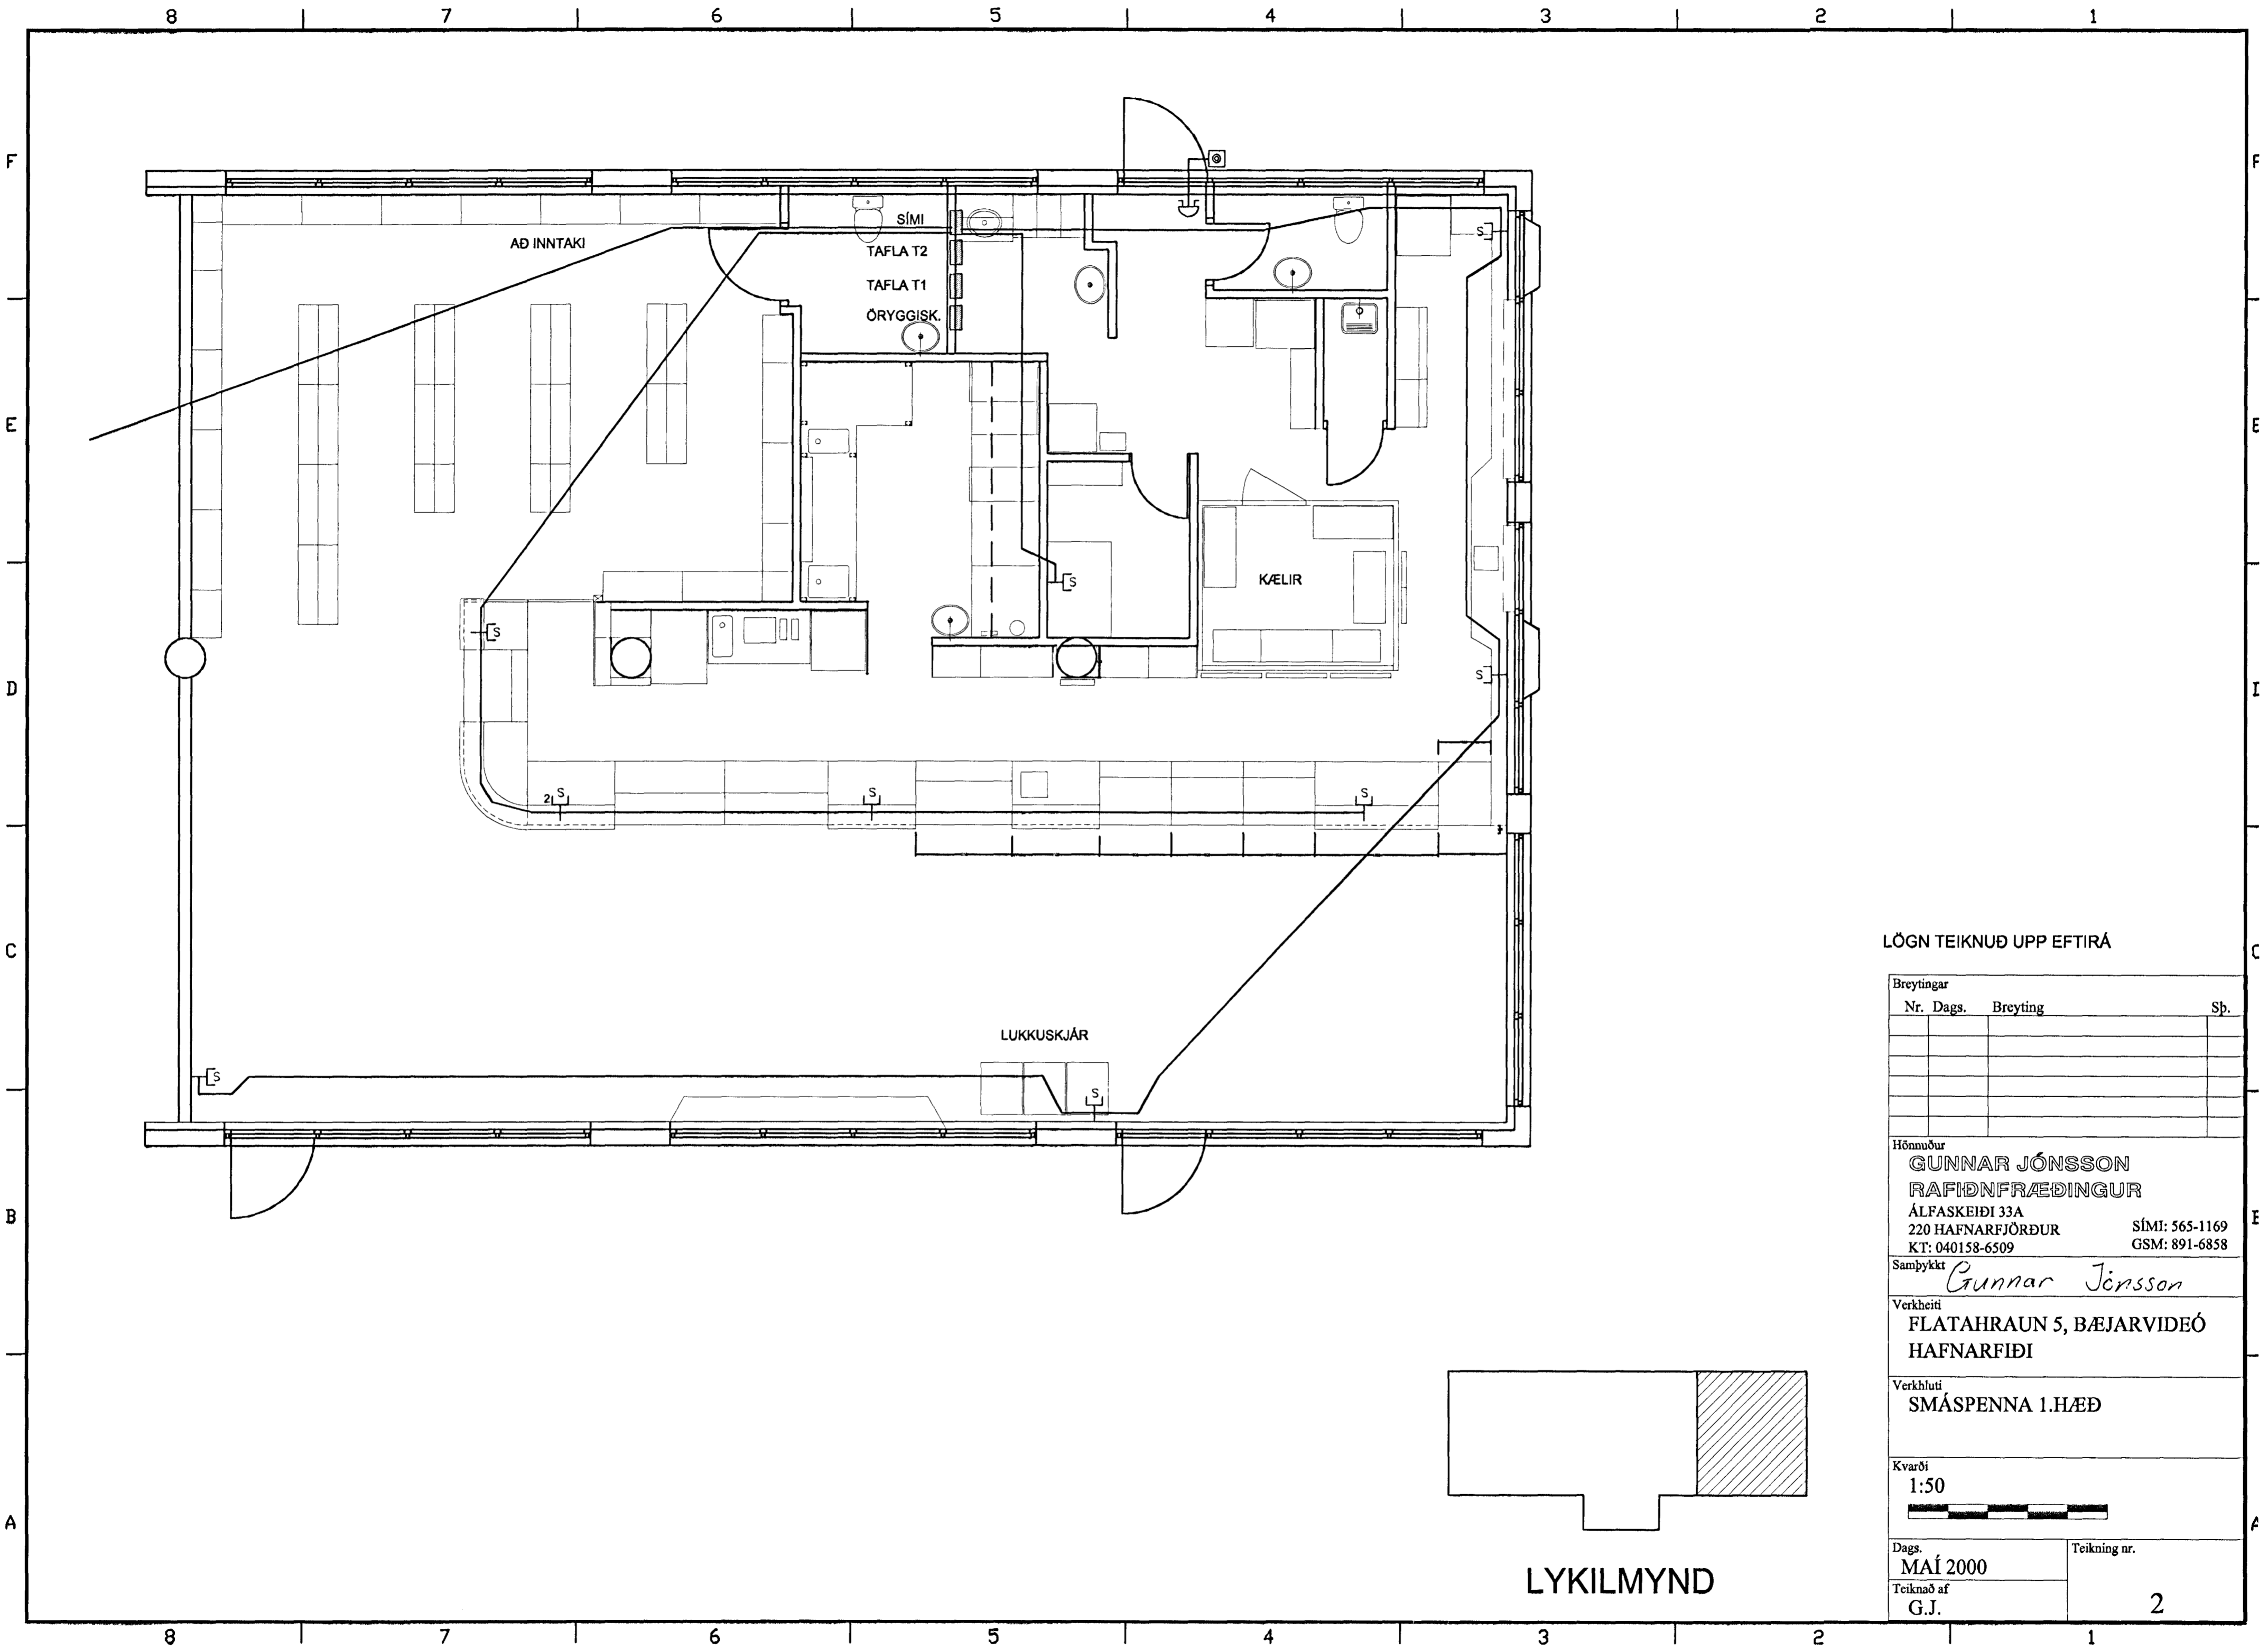 8 7 6 5 4 3 2 1
F
F
SÍMI
AÐ INNTAKI
TAFLA T2
S
TAFLA T1
ÖRYGGISK.
E
E
KÆLIR
S
S
D
S
2 S
S
S
C
LÖGN TEIKNUÐ UPP EFTIRÁ
Breytingar
Nr. Dags. Breyting Sþ.
LUKKUSKJÁR
S
S
Hönnuður
GUNNAR JÓNSSON
RAFIÐNFRÆÐINGUR
ÁLFASKEIÐI 33A
220 HAFNARFJÖRÐUR SÍMI: 565-1169
KT: 040158-6509 GSM: 891-6858
B
Samþykkt Gunnar Jónsson
Verkheiti
FLATAHRAUN 5, BÆJARVIDEÓ
HAFNARFIÐI
Verkhluti
SMÁSPENNA 1.HÆÐ
Kvarði
1:50
A
Dags.
MAÍ 2000
Teikning nr.
2
Teiknað af
G.J.
LYKILMYND
8 7 6 5 4 3 2 1